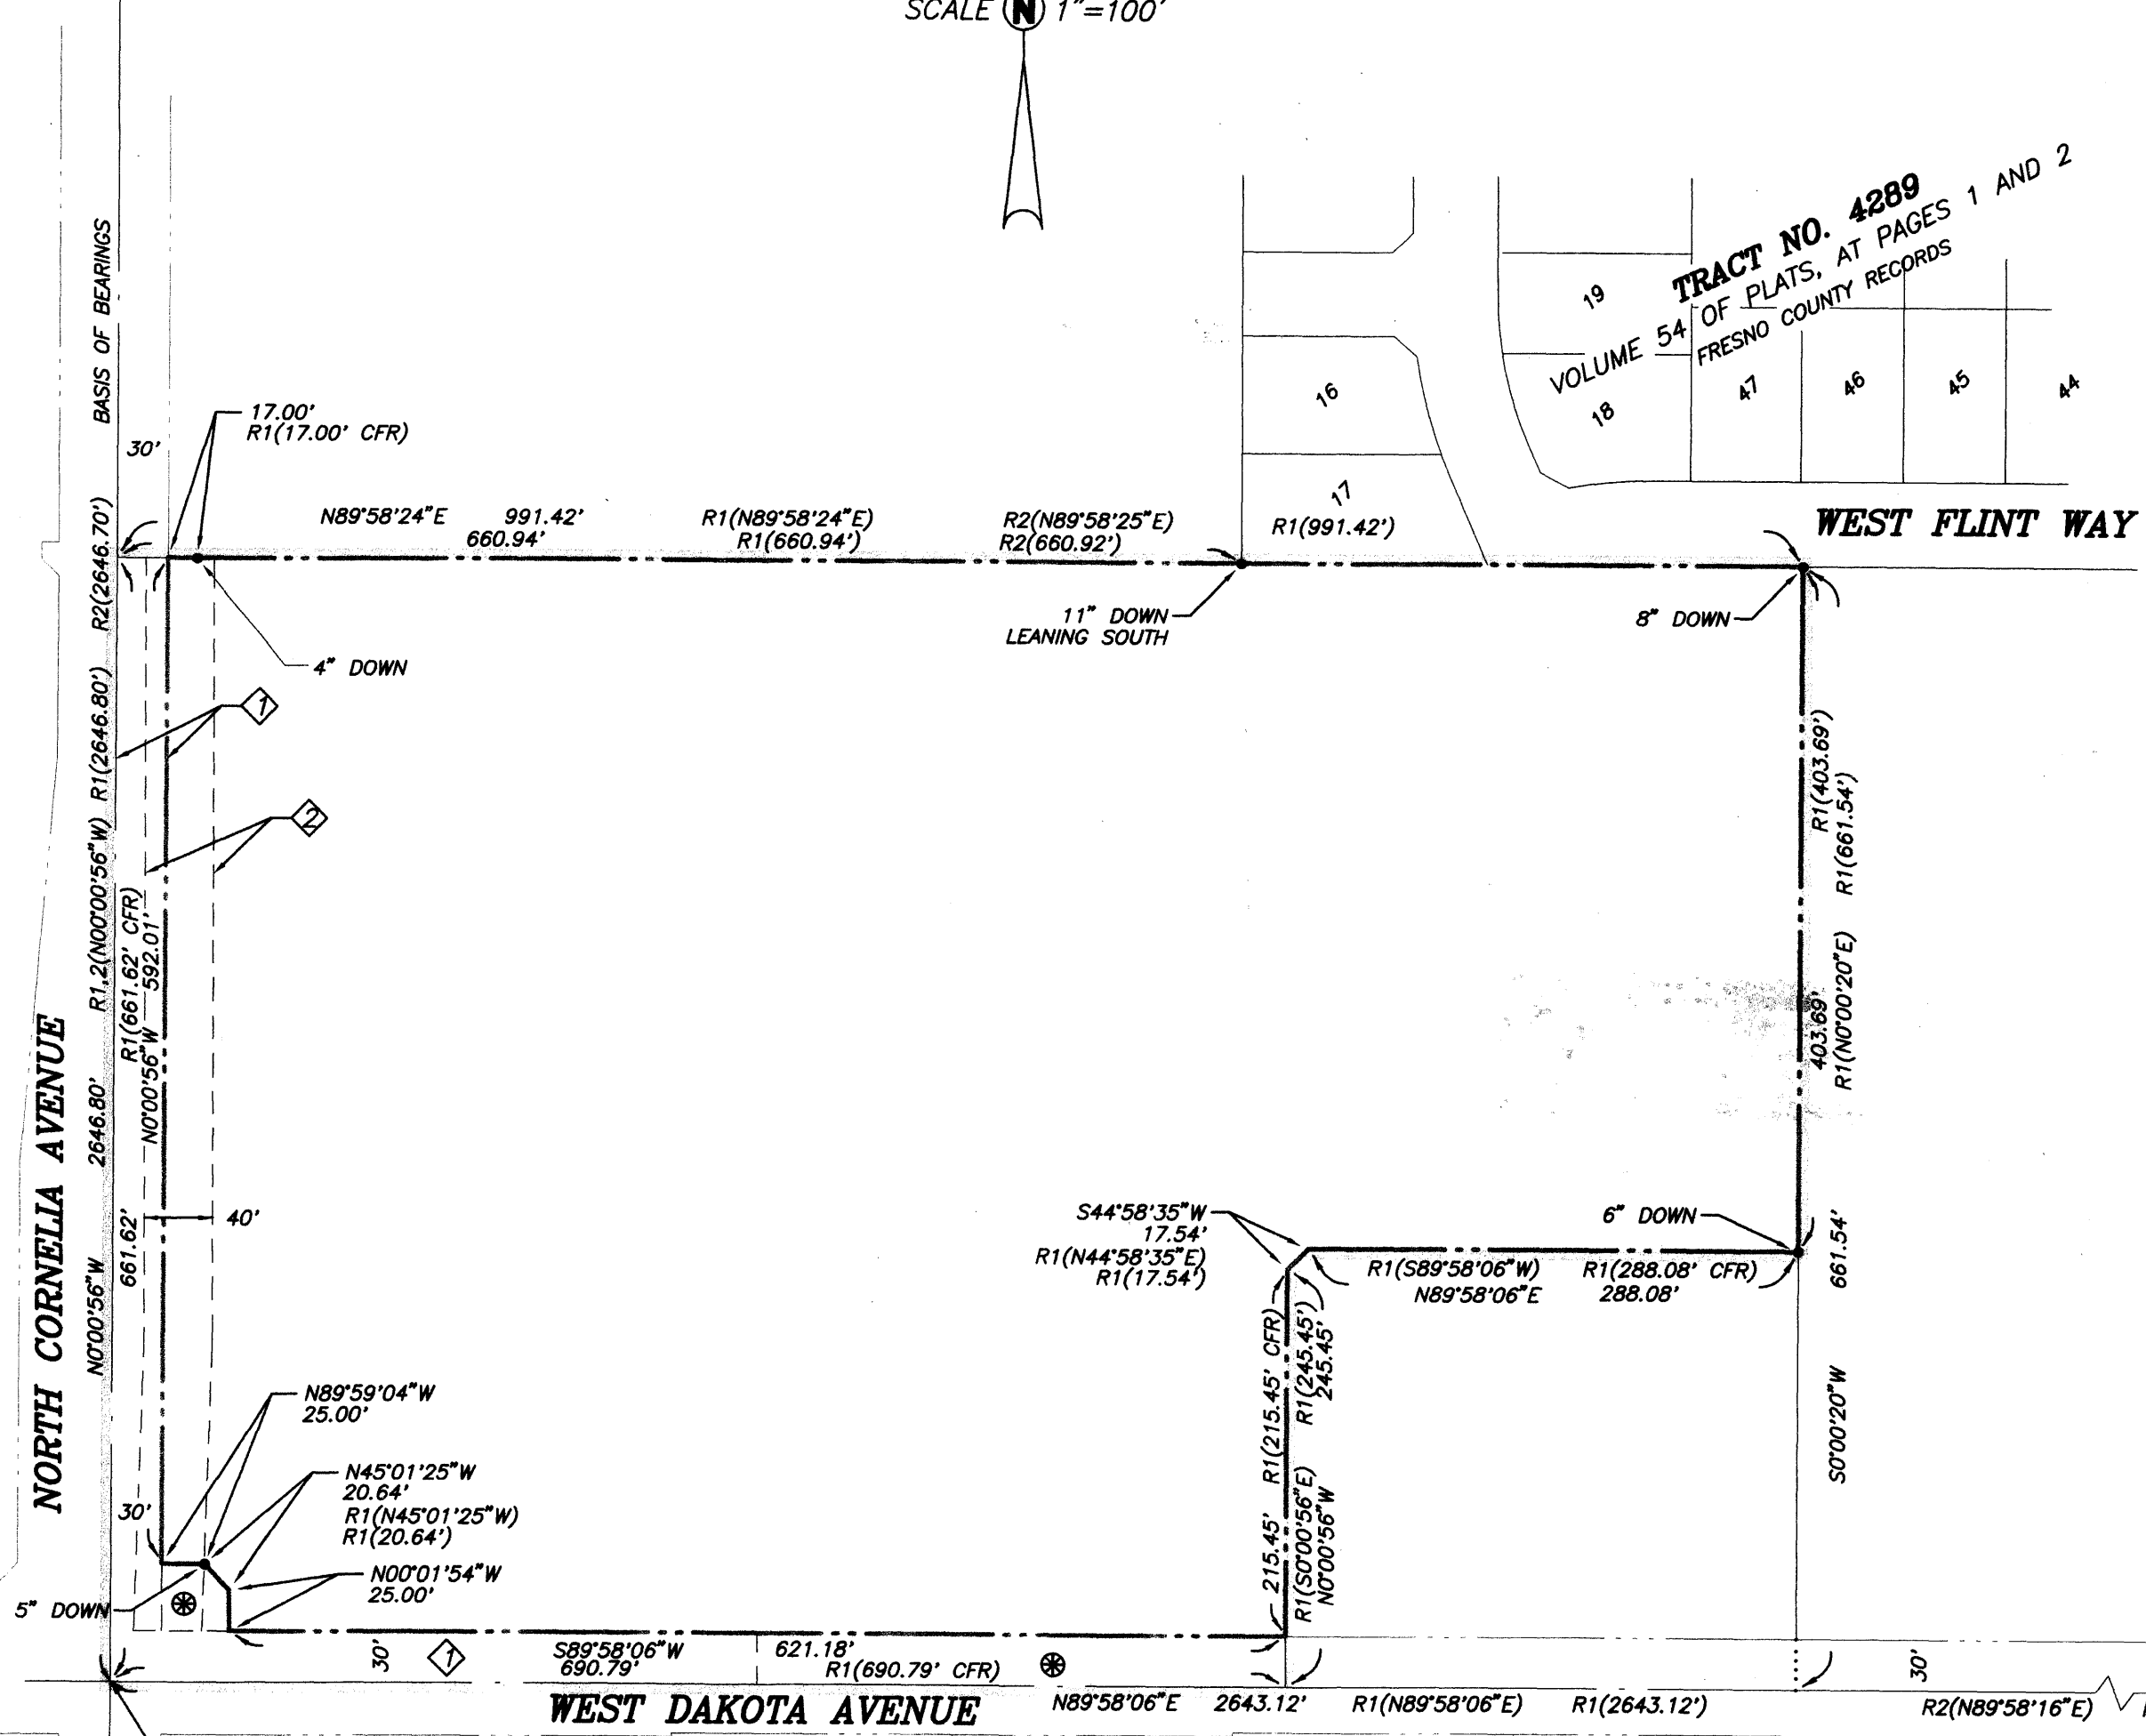 SCALE N 1"=100'
TRACT NO. 4289
VOLUME 54 OF PLATS, AT PAGES 1 AND 2
FRESNO COUNTY RECORDS
19
18
47
46
45
44
16
17
WEST FLINT WAY
BASIS OF BEARINGS
30'
17.00'
R1(17.00' CFR)
N89°58'24"E 991.42' R1(N89°58'24"E) R2(N89°58'25"E) R1(991.42')
660.94' R1(660.94') R2(660.92')
11" DOWN
LEANING SOUTH
8" DOWN
4" DOWN
1
2
N0°00'56"W 2646.80' R1,2(N00°00'56"W) R1(2646.80') R2(2646.70')
661.62' R1(661.62' CFR)
N0°00'56"W 592.01'
NORTH CORNELIA AVENUE
40'
403.69' R1(403.69')
R1(N0°00'20"E) R1(661.54')
S0°00'20"W 661.54'
6" DOWN
S44°58'35"W
17.54'
R1(N44°58'35"E)
R1(17.54')
R1(S89°58'06"W) R1(288.08' CFR)
N89°58'06"E 288.08'
215.45' R1(215.45' CFR)
R1(S0°00'56"E) R1(245.45')
N0°00'56"W 245.45'
N89°59'04"W
25.00'
N45°01'25"W
20.64'
R1(N45°01'25"W)
R1(20.64')
N00°01'54"W
25.00'
30'
5" DOWN
30'
1
S89°58'06"W 621.18'
690.79' R1(690.79' CFR)
30'
WEST DAKOTA AVENUE
N89°58'06"E 2643.12' R1(N89°58'06"E) R1(2643.12') R2(N89°58'16"E)